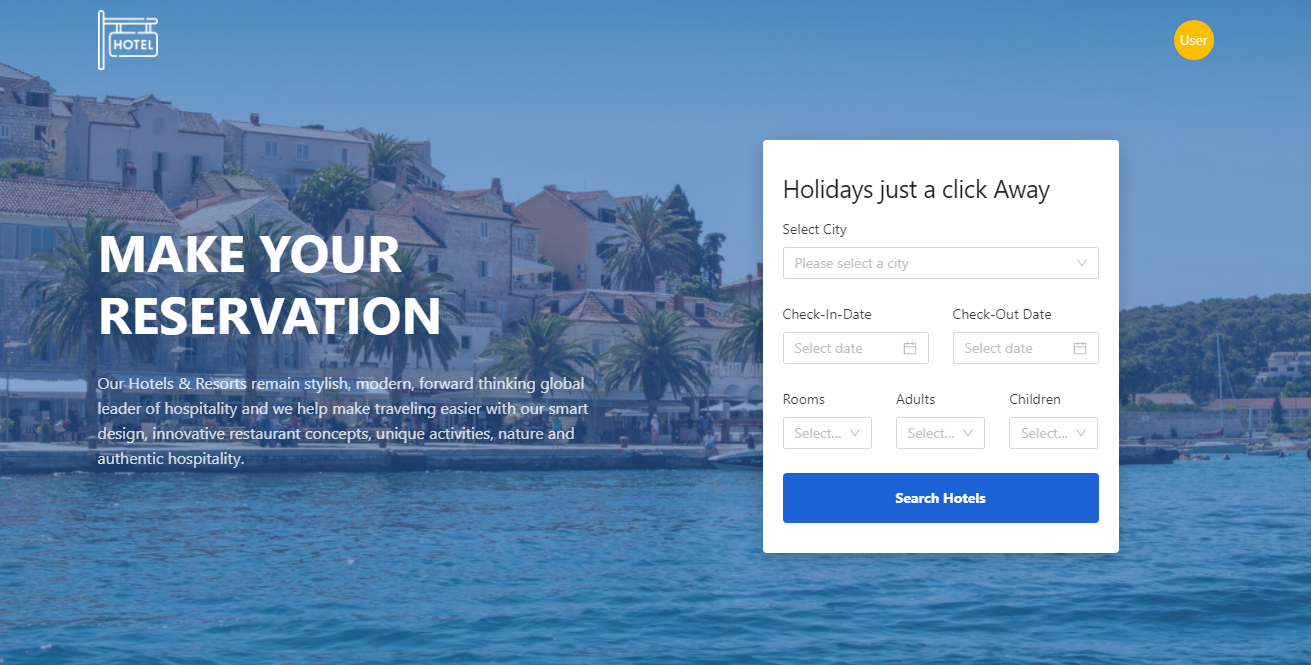 HOTEL
User
MAKE YOUR
RESERVATION
Our Hotels & Resorts remain stylish, modern, forward thinking global
leader of hospitality and we help make traveling easier with our smart
design, innovative restaurant concepts, unique activities, nature and
authentic hospitality.
Holidays just a click Away
Select City
Please select a city
Check-In-Date
Check-Out Date
Select date
Select date
Rooms
Adults
Children
Select...
Select...
Select...
Search Hotels